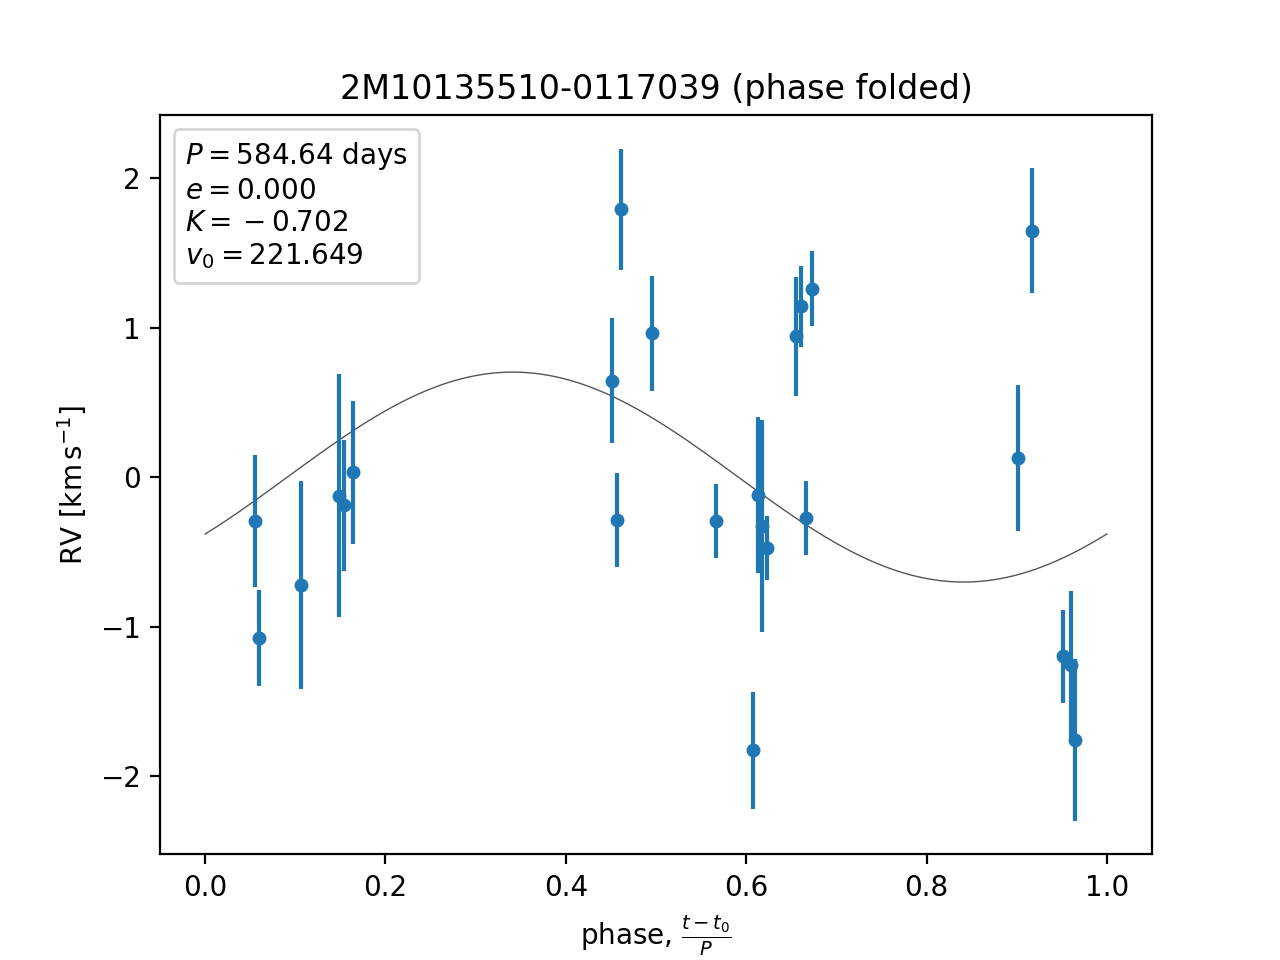 2M10135510-0117039 (phase folded)
P = 584.64 days
e = 0.000
K = −0.702
v₀ = 221.649
2
1
0
−1
−2
RV [km s⁻¹]
0.0 0.2 0.4 0.6 0.8 1.0
phase, (t − t₀)/P